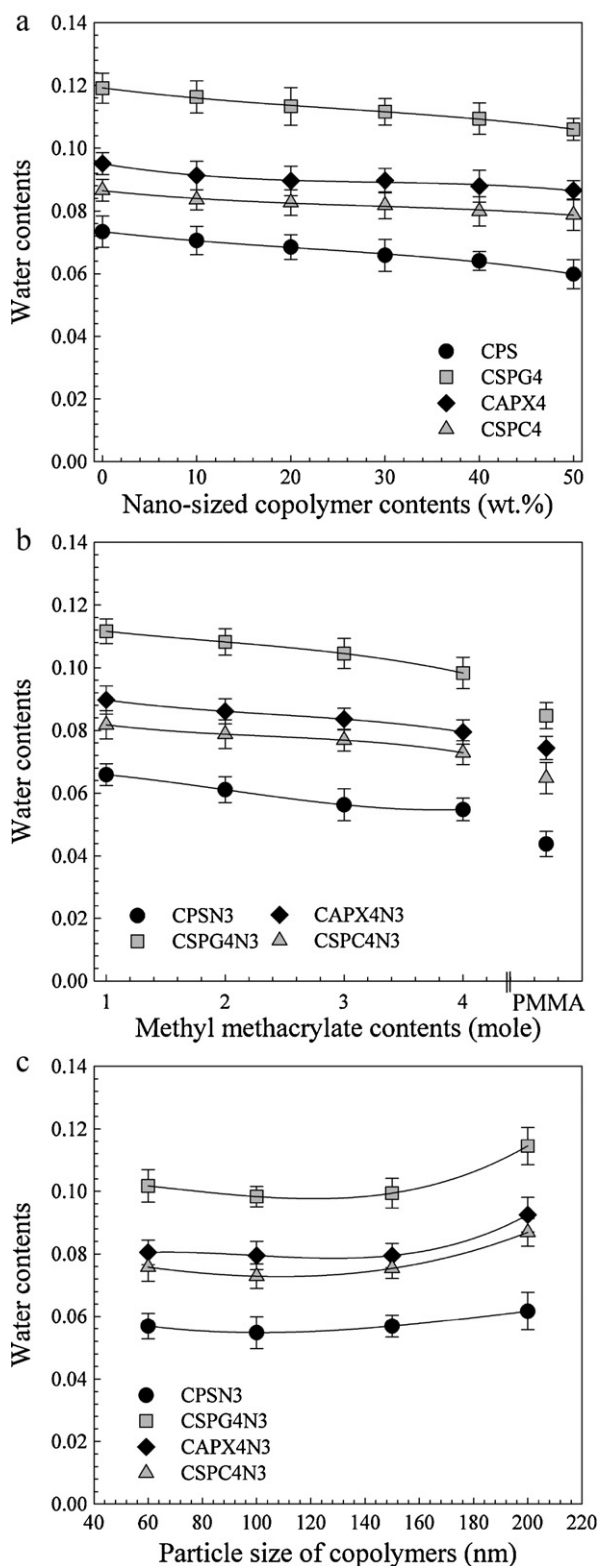 a
0.14
0.12
0.10
0.08
0.06
0.04
0.02
0.00
Water contents
CPS
CSPG4
CAPX4
CSPC4
0 10 20 30 40 50
Nano-sized copolymer contents (wt.%)
b
0.14
0.12
0.10
0.08
0.06
0.04
0.02
0.00
Water contents
CPSN3 CAPX4N3
CSPG4N3 CSPC4N3
1 2 3 4 PMMA
Methyl methacrylate contents (mole)
c
0.14
0.12
0.10
0.08
0.06
0.04
0.02
0.00
Water contents
CPSN3
CSPG4N3
CAPX4N3
CSPC4N3
40 60 80 100 120 140 160 180 200 220
Particle size of copolymers (nm)